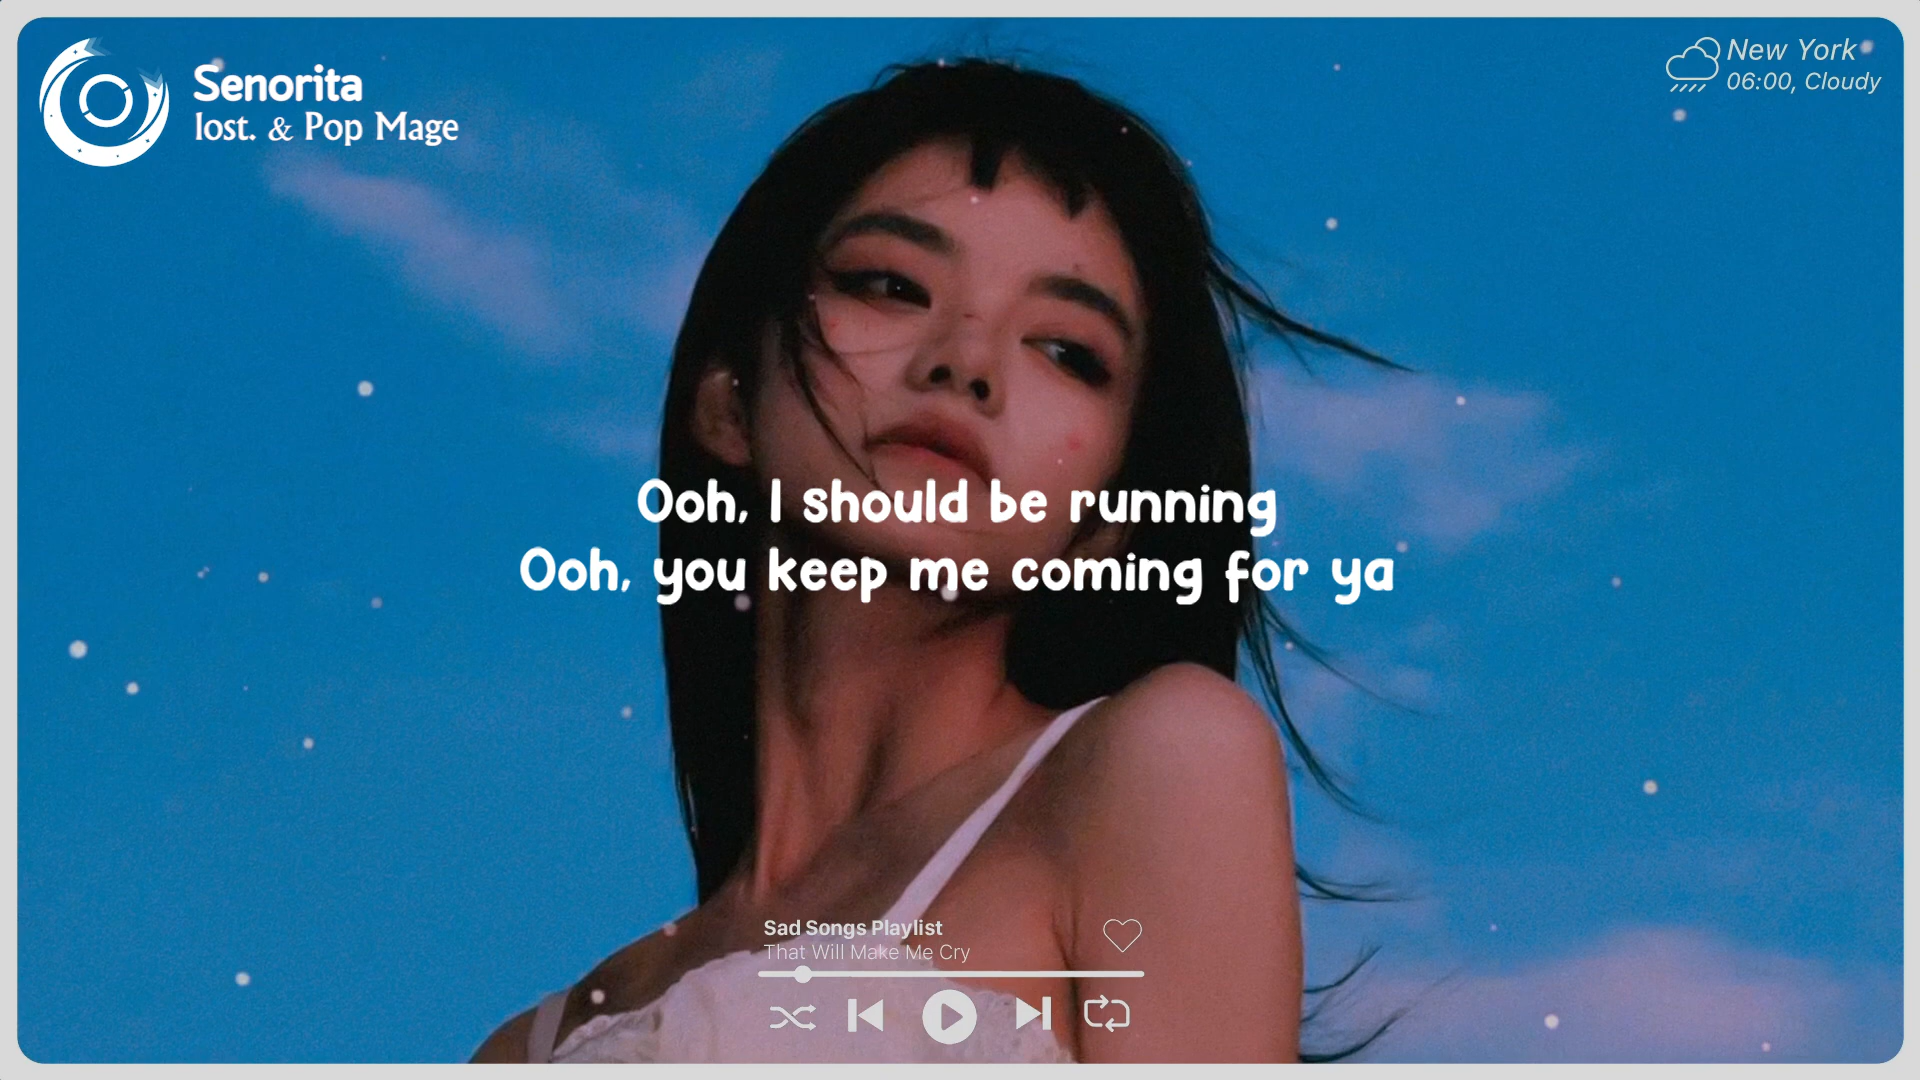 Senorita
lost. & Pop Mage
New York
06:00, Cloudy
Ooh, I should be running
Ooh, you keep me coming for ya
Sad Songs Playlist
That Will Make Me Cry